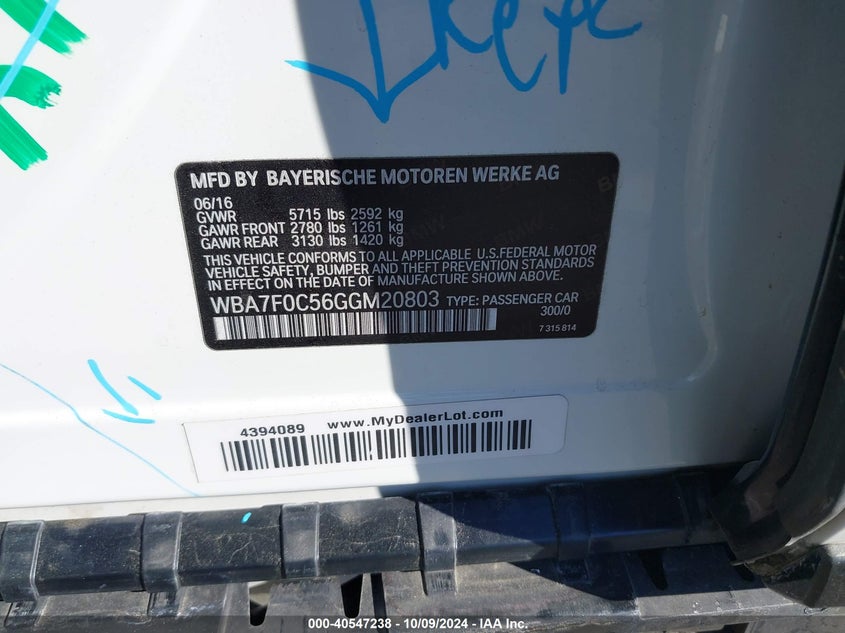 MFD BY BAYERISCHE MOTOREN WERKE AG
06/16
GVWR 5715 lbs 2592 kg
GAWR FRONT 2780 lbs 1261 kg
GAWR REAR 3130 lbs 1420 kg
THIS VEHICLE CONFORMS TO ALL APPLICABLE U.S.FEDERAL MOTOR
VEHICLE SAFETY, BUMPER AND THEFT PREVENTION STANDARDS
IN EFFECT ON THE DATE OF MANUFACTURE SHOWN ABOVE.
WBA7F0C56GGM20803 TYPE: PASSENGER CAR
300/0
7 315 814
4394089 www.MyDealerLot.com
000-40547238 - 10/09/2024 - IAA Inc.